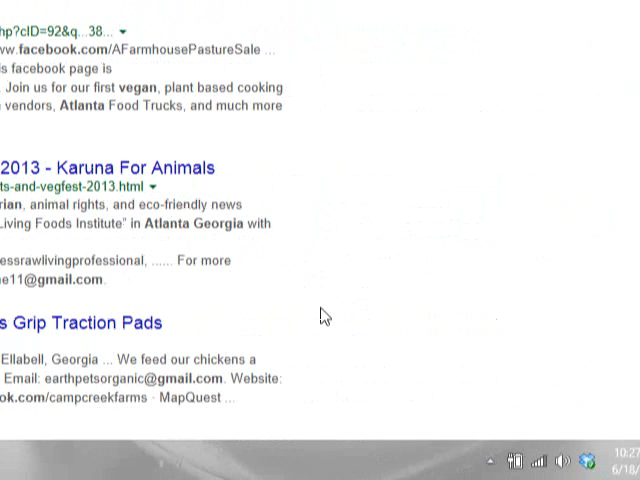 hp?cID=92&q...38...
ww.facebook.com/AFarmhousePastureSale ...
s facebook page is
Join us for our first vegan, plant based cooking
vendors, Atlanta Food Trucks, and much more
2013 - Karuna For Animals
ts-and-vegfest-2013.html
rian, animal rights, and eco-friendly news
Living Foods Institute" in Atlanta Georgia with
essrawlivingprofessional, ...... For more
e11@gmail.com.
s Grip Traction Pads
Ellabell, Georgia ... We feed our chickens a
Email: earthpetsorganic@gmail.com. Website:
ok.com/campcreekfarms · MapQuest ...
10:27
6/18/